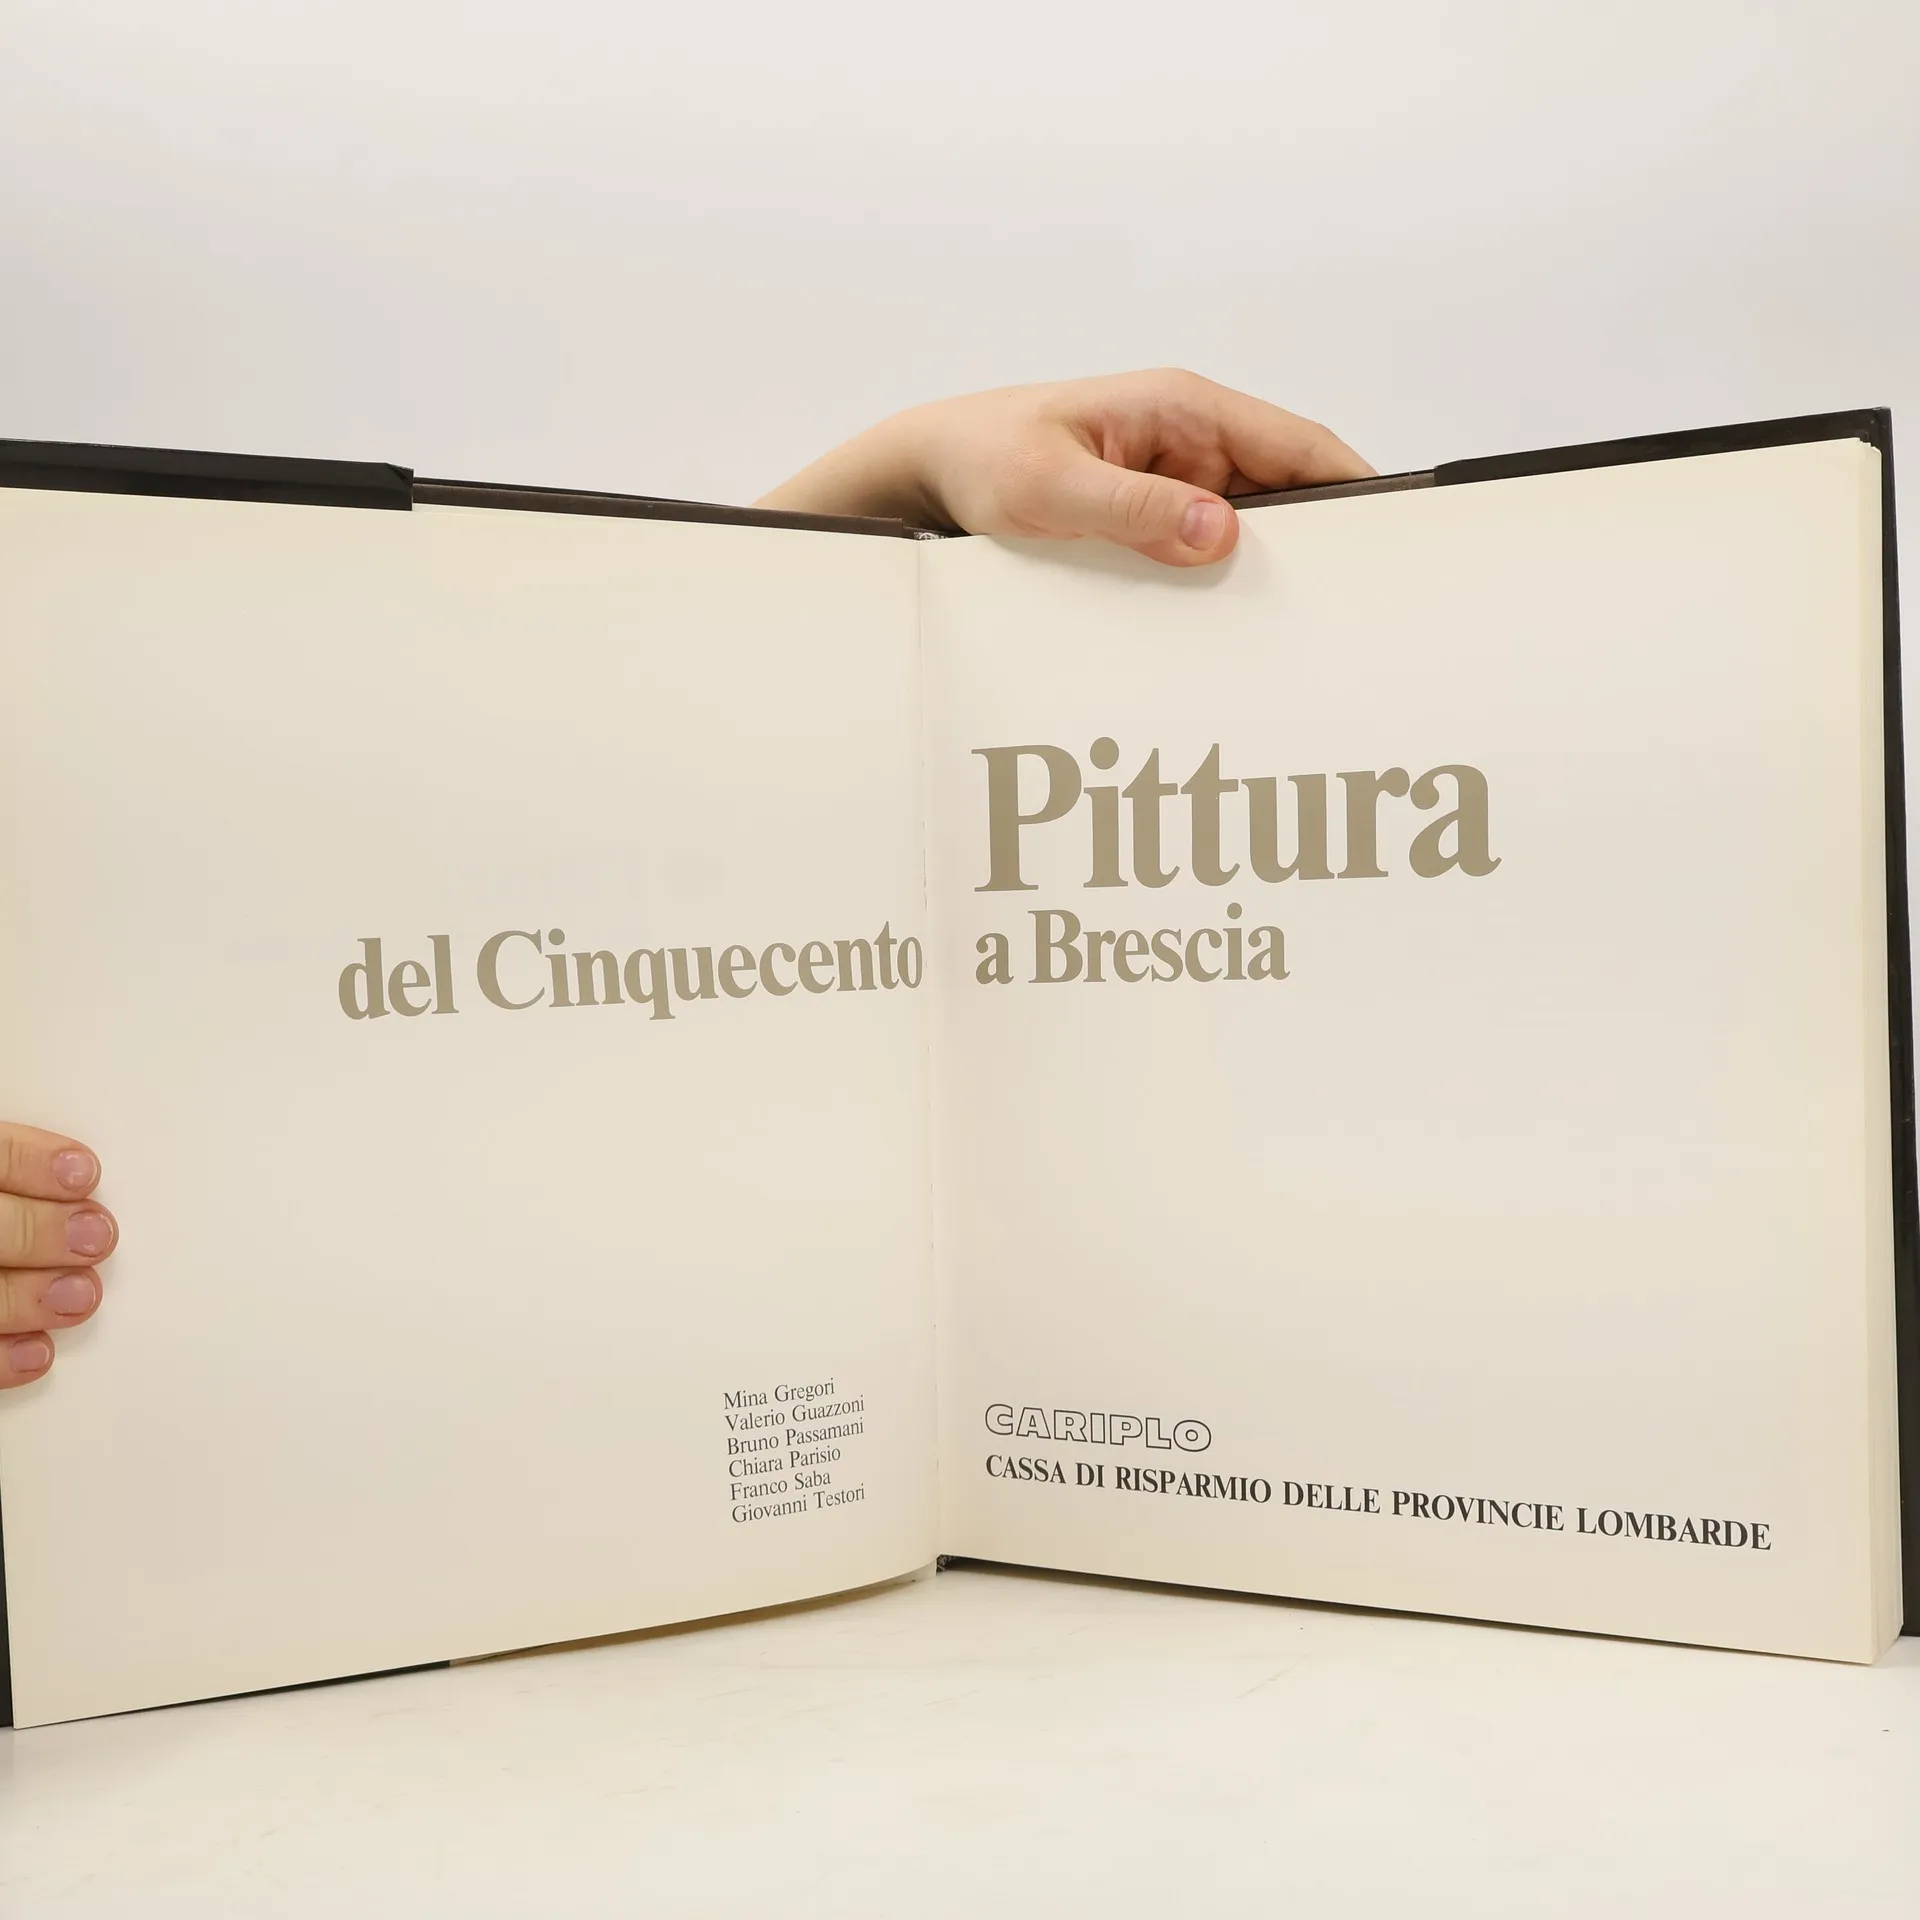 Pittura
del Cinquecento a Brescia
Mina Gregori
Valerio Guazzoni
Bruno Passamani
Chiara Parisio
Franco Saba
Giovanni Testori
CARIPLO
CASSA DI RISPARMIO DELLE PROVINCIE LOMBARDE